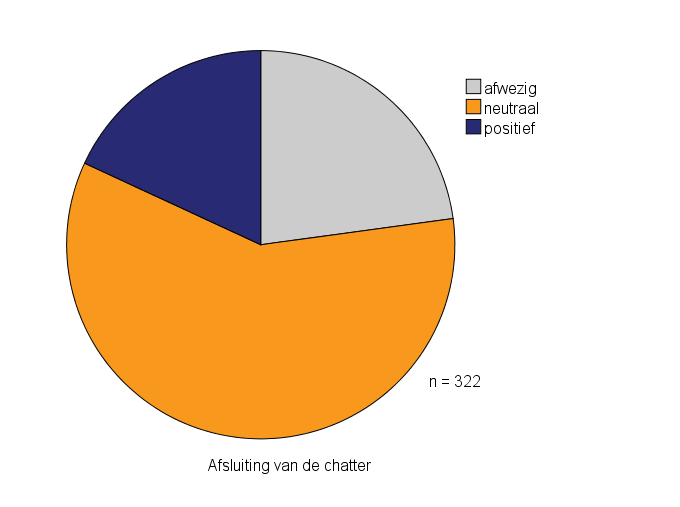 afwezig
neutraal
positief
n = 322
Afsluiting van de chatter